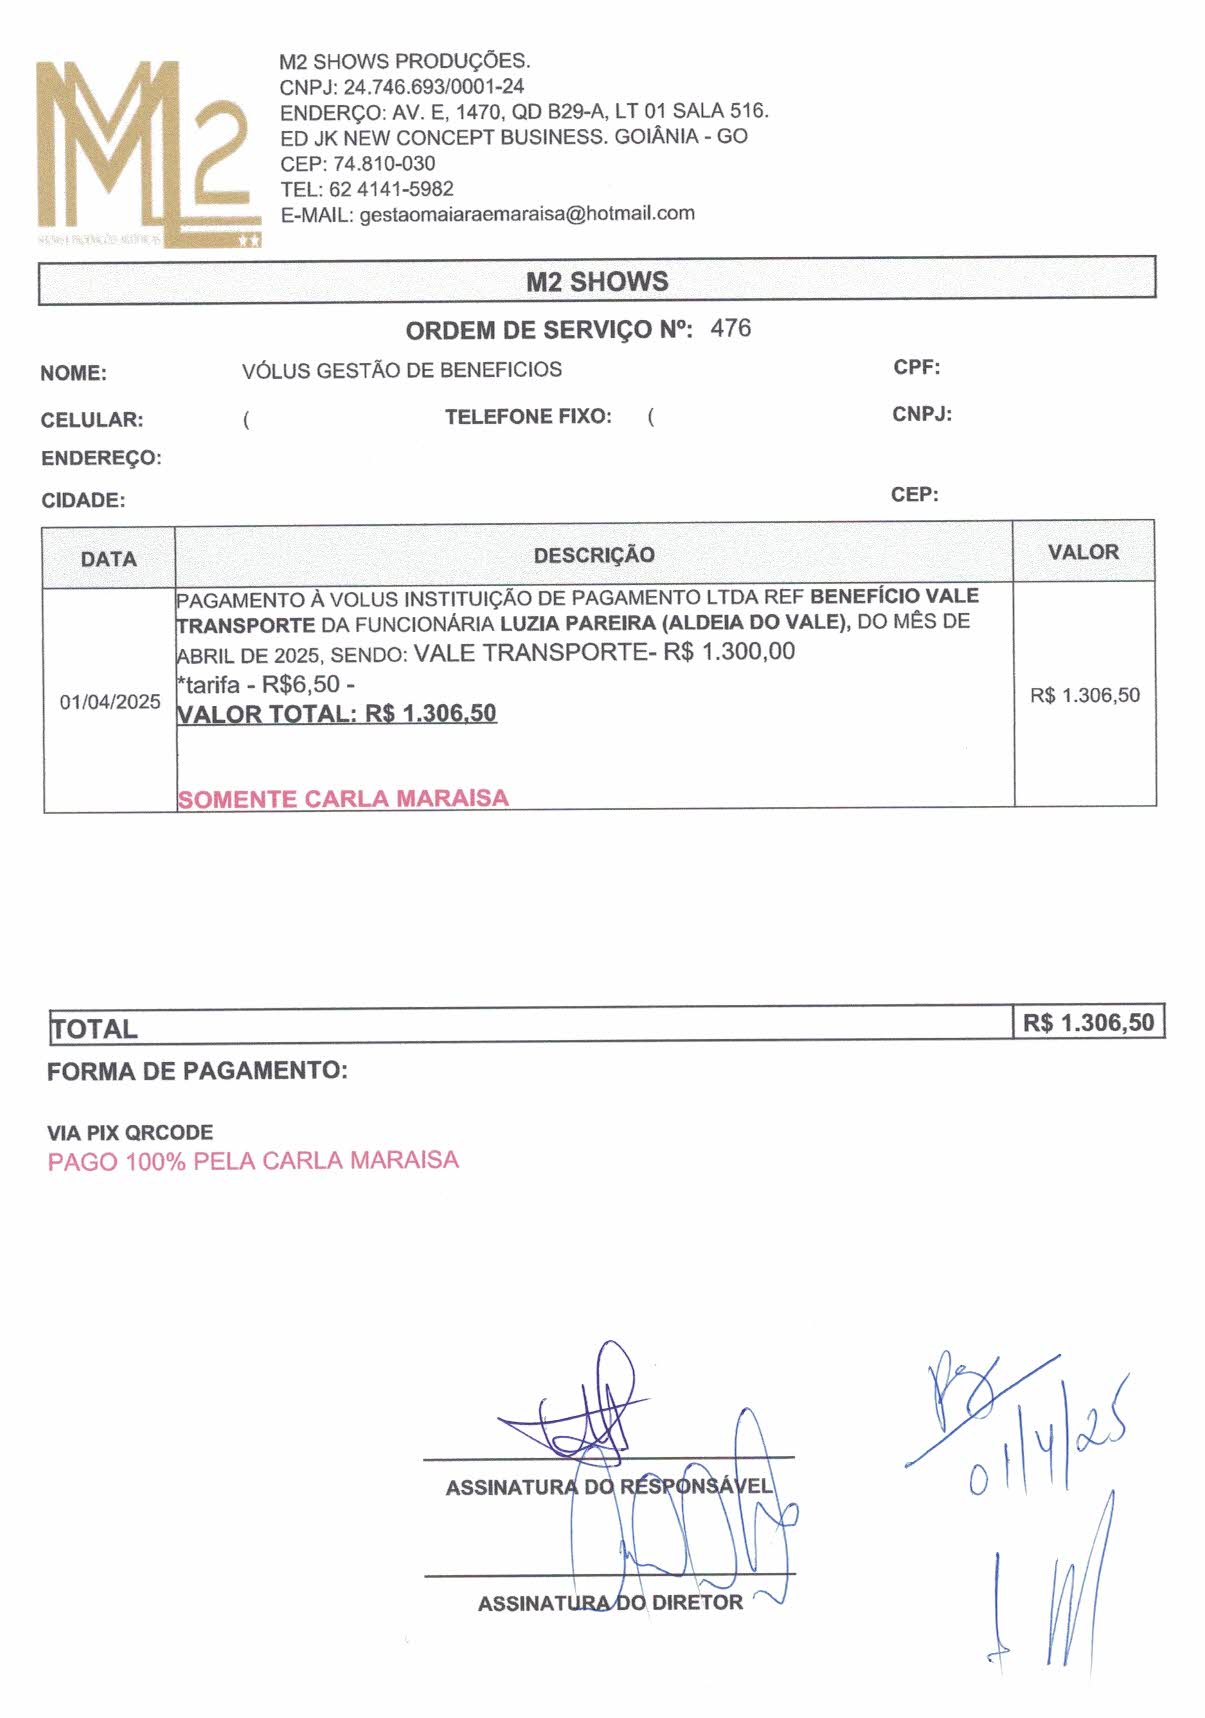 M2 SHOWS PRODUÇÕES.
CNPJ: 24.746.693/0001-24
ENDERÇO: AV. E, 1470, QD B29-A, LT 01 SALA 516.
ED JK NEW CONCEPT BUSINESS. GOIÂNIA - GO
CEP: 74.810-030
TEL: 62 4141-5982
E-MAIL: gestaomaiaraemaraisa@hotmail.com
M2
SHOWS E PRODUÇÕES ARTÍSTICAS
M2 SHOWS
ORDEM DE SERVIÇO Nº: 476
NOME: VÓLUS GESTÃO DE BENEFICIOS CPF:
CELULAR: ( TELEFONE FIXO: ( CNPJ:
ENDEREÇO:
CIDADE: CEP:
DATA DESCRIÇÃO VALOR
PAGAMENTO À VOLUS INSTITUIÇÃO DE PAGAMENTO LTDA REF BENEFÍCIO VALE
TRANSPORTE DA FUNCIONÁRIA LUZIA PAREIRA (ALDEIA DO VALE), DO MÊS DE
ABRIL DE 2025, SENDO: VALE TRANSPORTE- R$ 1.300,00
*tarifa - R$6,50 -
01/04/2025 VALOR TOTAL: R$ 1.306,50 R$ 1.306,50
SOMENTE CARLA MARAISA
TOTAL R$ 1.306,50
FORMA DE PAGAMENTO:
VIA PIX QRCODE
PAGO 100% PELA CARLA MARAISA
Pg
01/4/25
ASSINATURA DO RESPONSÁVEL
ASSINATURA DO DIRETOR